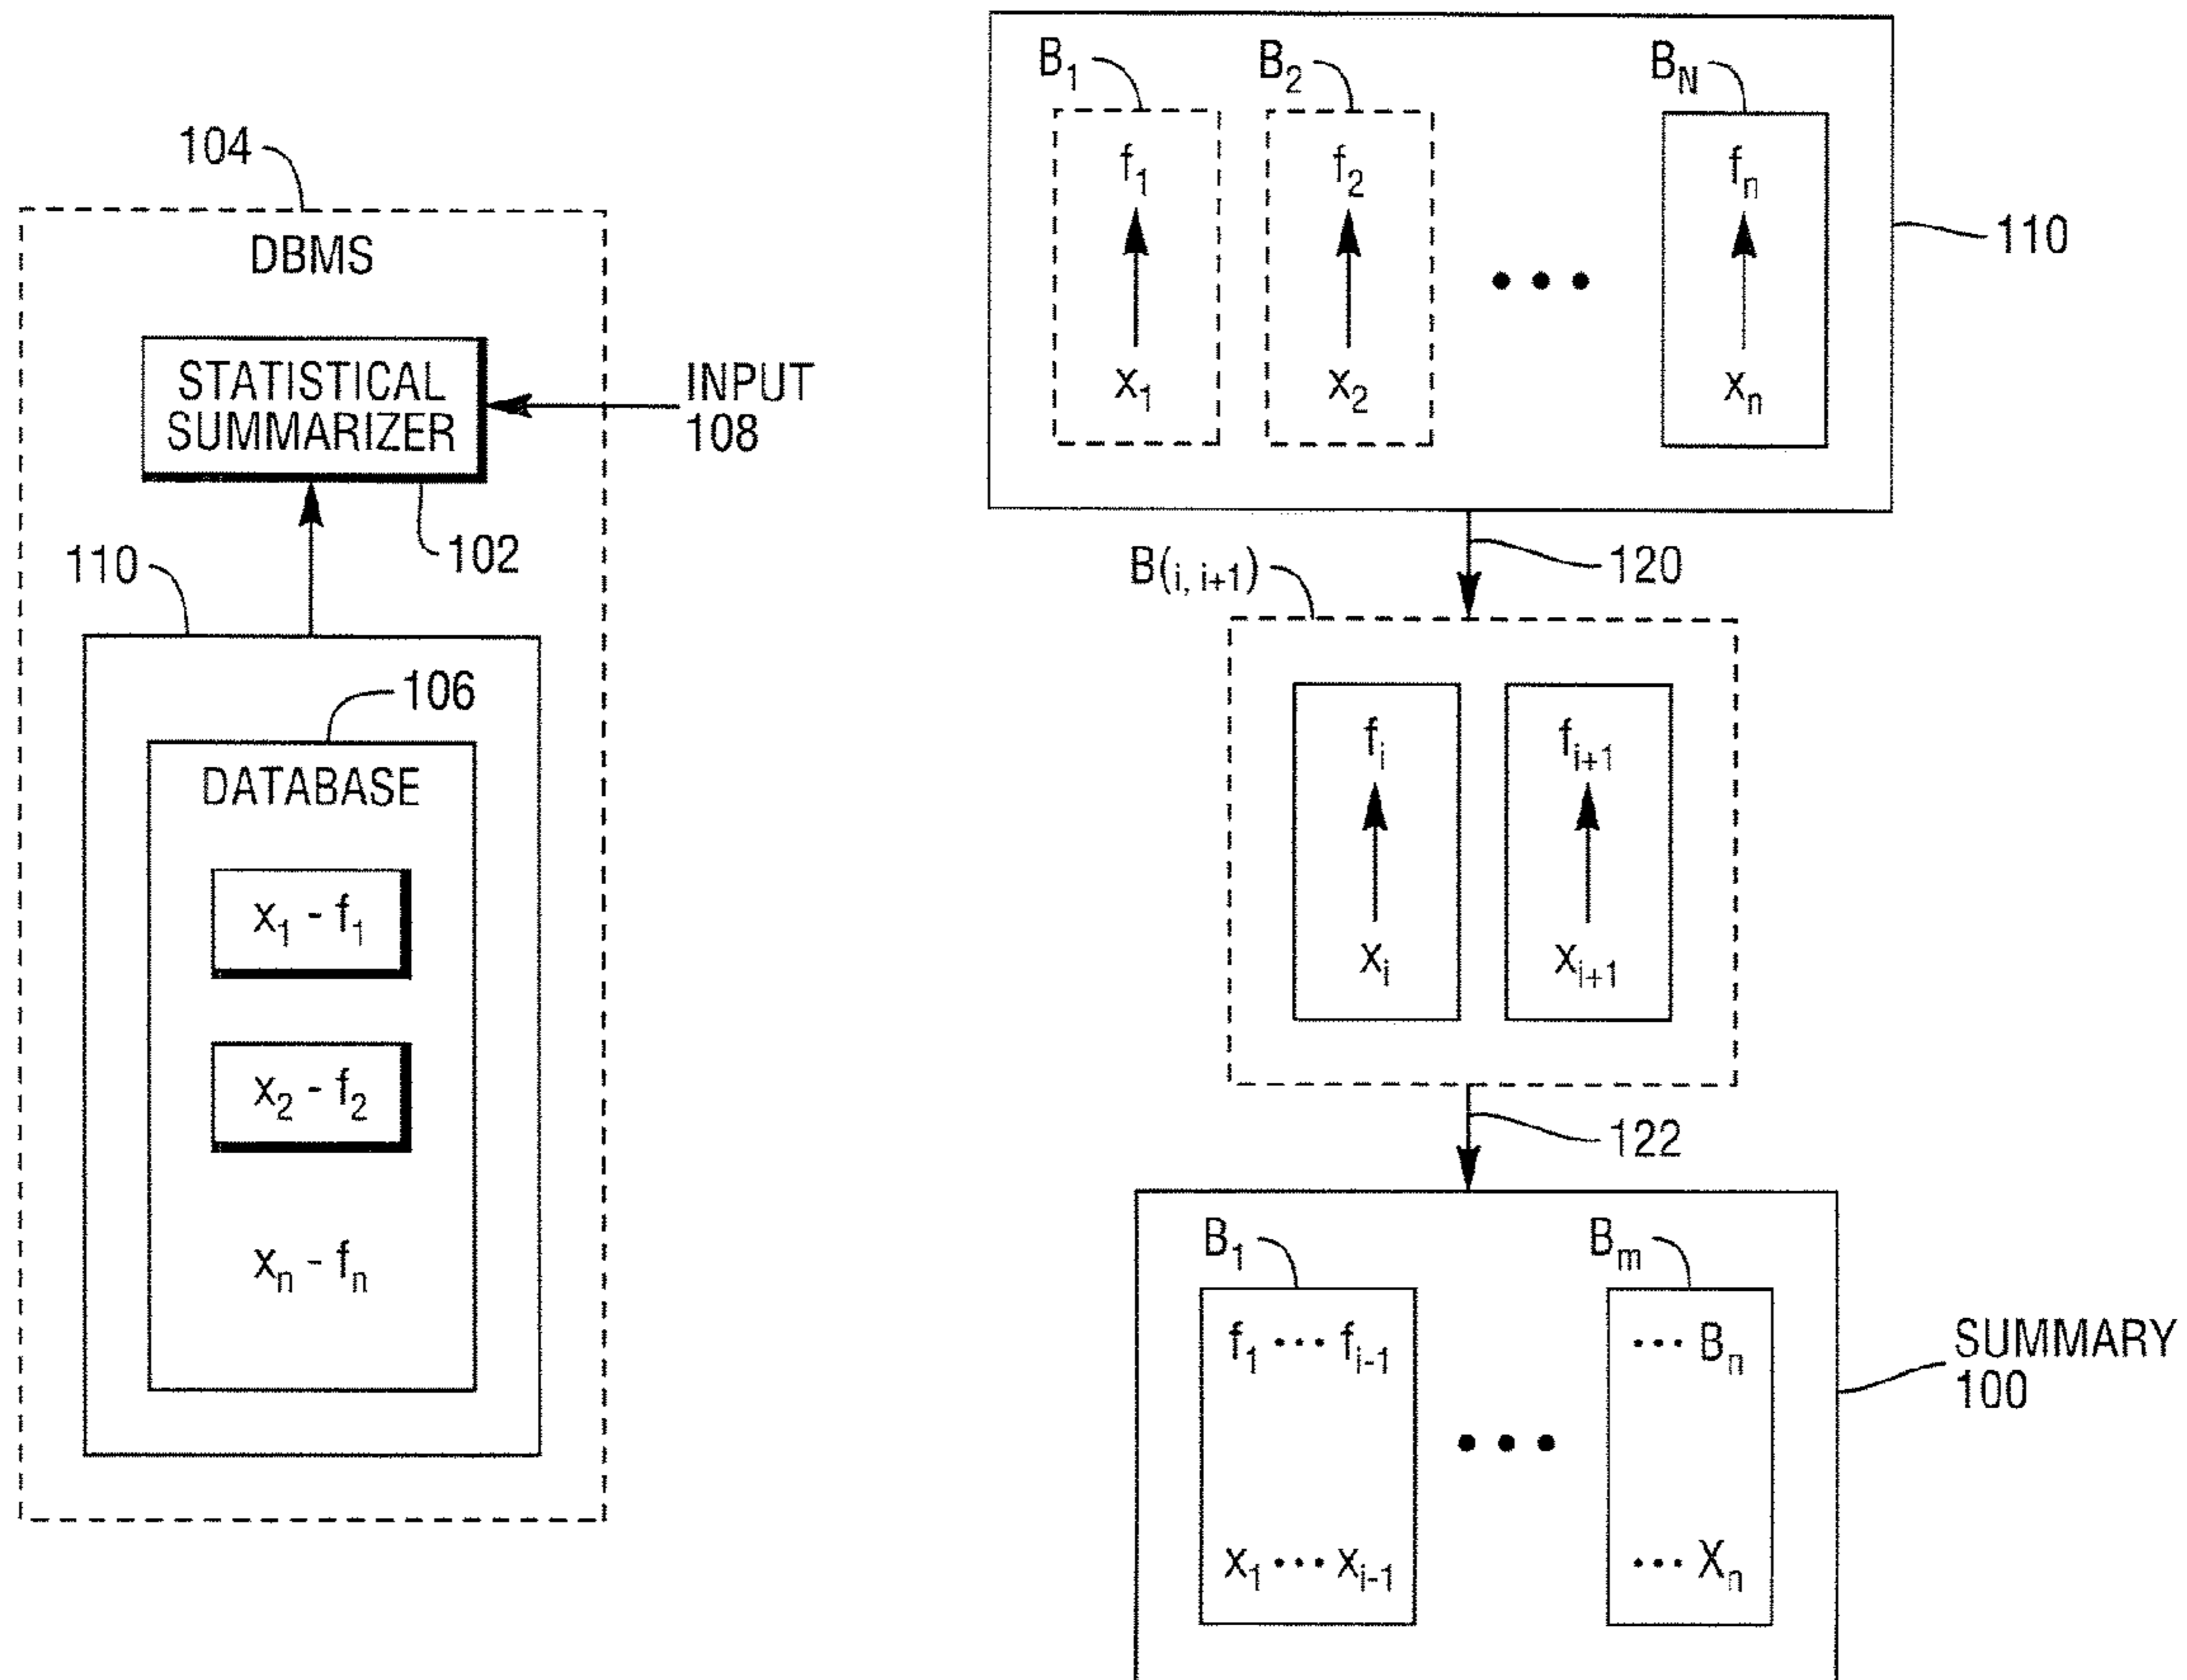 104
DBMS
STATISTICAL
SUMMARIZER
INPUT
108
102
110
106
DATABASE
x₁ - f₁
x₂ - f₂
xₙ - fₙ
B₁ B₂ B_N
f₁ f₂ fₙ
110
x₁ x₂ xₙ
120
B(i, i+1)
fᵢ fᵢ₊₁
xᵢ xᵢ₊₁
122
B₁ Bₘ
f₁ ··· fᵢ₋₁ ··· Bₙ
SUMMARY
100
x₁ ··· xᵢ₋₁ ··· Xₙ